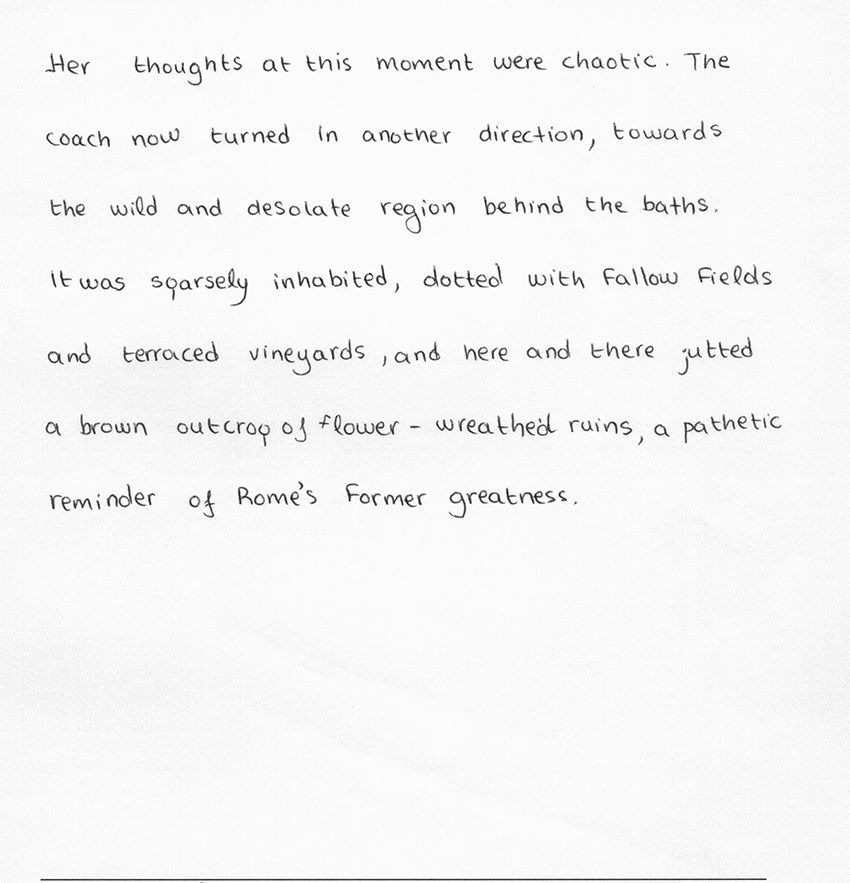 Her thoughts at this moment were chaotic. The
coach now turned in another direction, towards
the wild and desolate region behind the baths.
It was sparsely inhabited, dotted with fallow fields
and terraced vineyards, and here and there jutted
a brown outcrop of flower-wreathed ruins, a pathetic
reminder of Rome's former greatness.